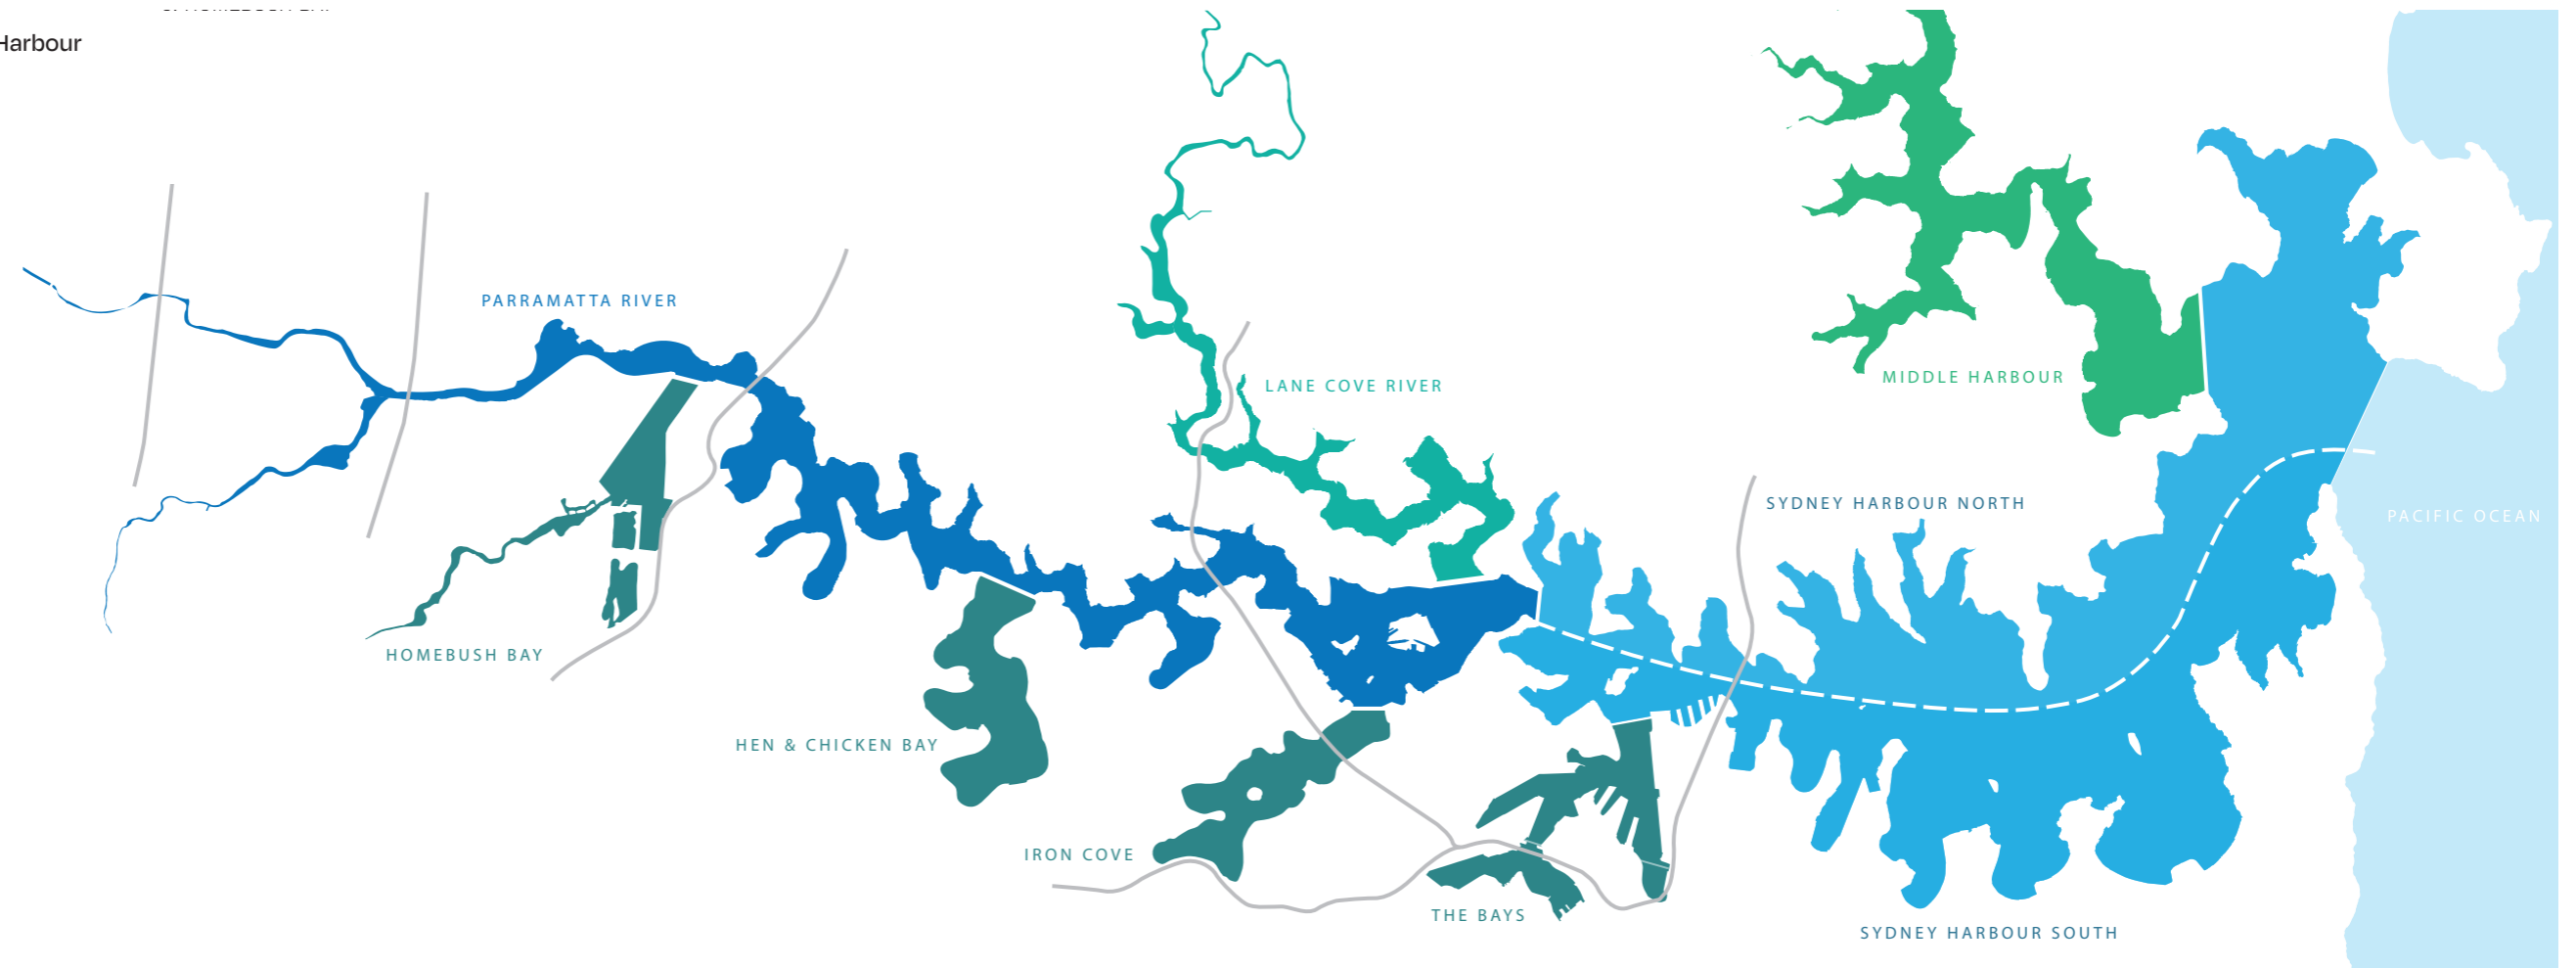 Harbour
PARRAMATTA RIVER
LANE COVE RIVER
MIDDLE HARBOUR
SYDNEY HARBOUR NORTH
PACIFIC OCEAN
HOMEBUSH BAY
HEN & CHICKEN BAY
IRON COVE
THE BAYS
SYDNEY HARBOUR SOUTH